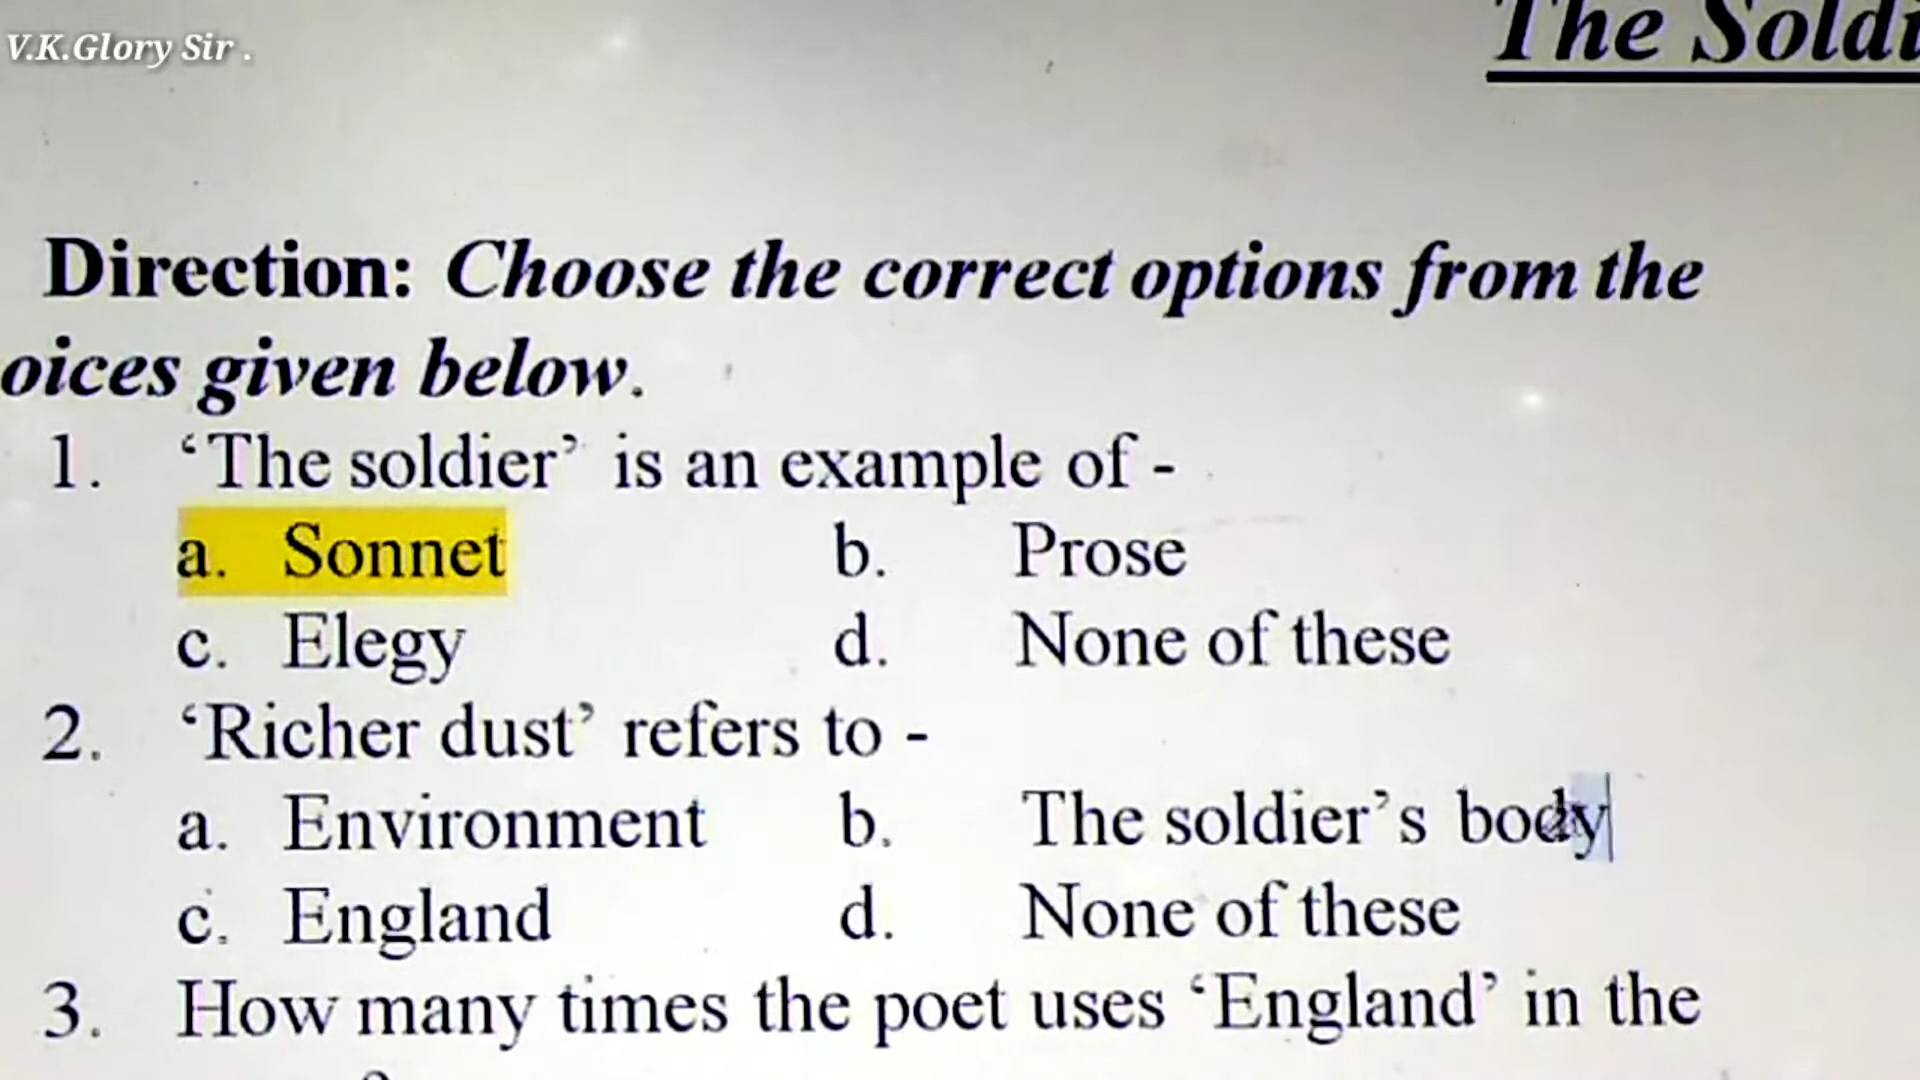 V.K.Glory Sir .
The Soldi
Direction: Choose the correct options from the
oices given below.
1. ‘The soldier’ is an example of -
a. Sonnet b. Prose
c. Elegy d. None of these
2. ‘Richer dust’ refers to -
a. Environment b. The soldier’s body
c. England d. None of these
3. How many times the poet uses ‘England’ in the